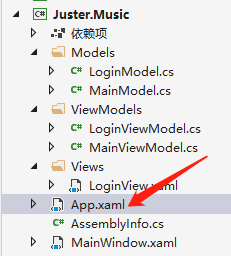 Juster.Music
依赖项
Models
LoginModel.cs
MainModel.cs
ViewModels
LoginViewModel.cs
MainViewModel.cs
Views
LoginView.xaml
App.xaml
AssemblyInfo.cs
MainWindow.xaml